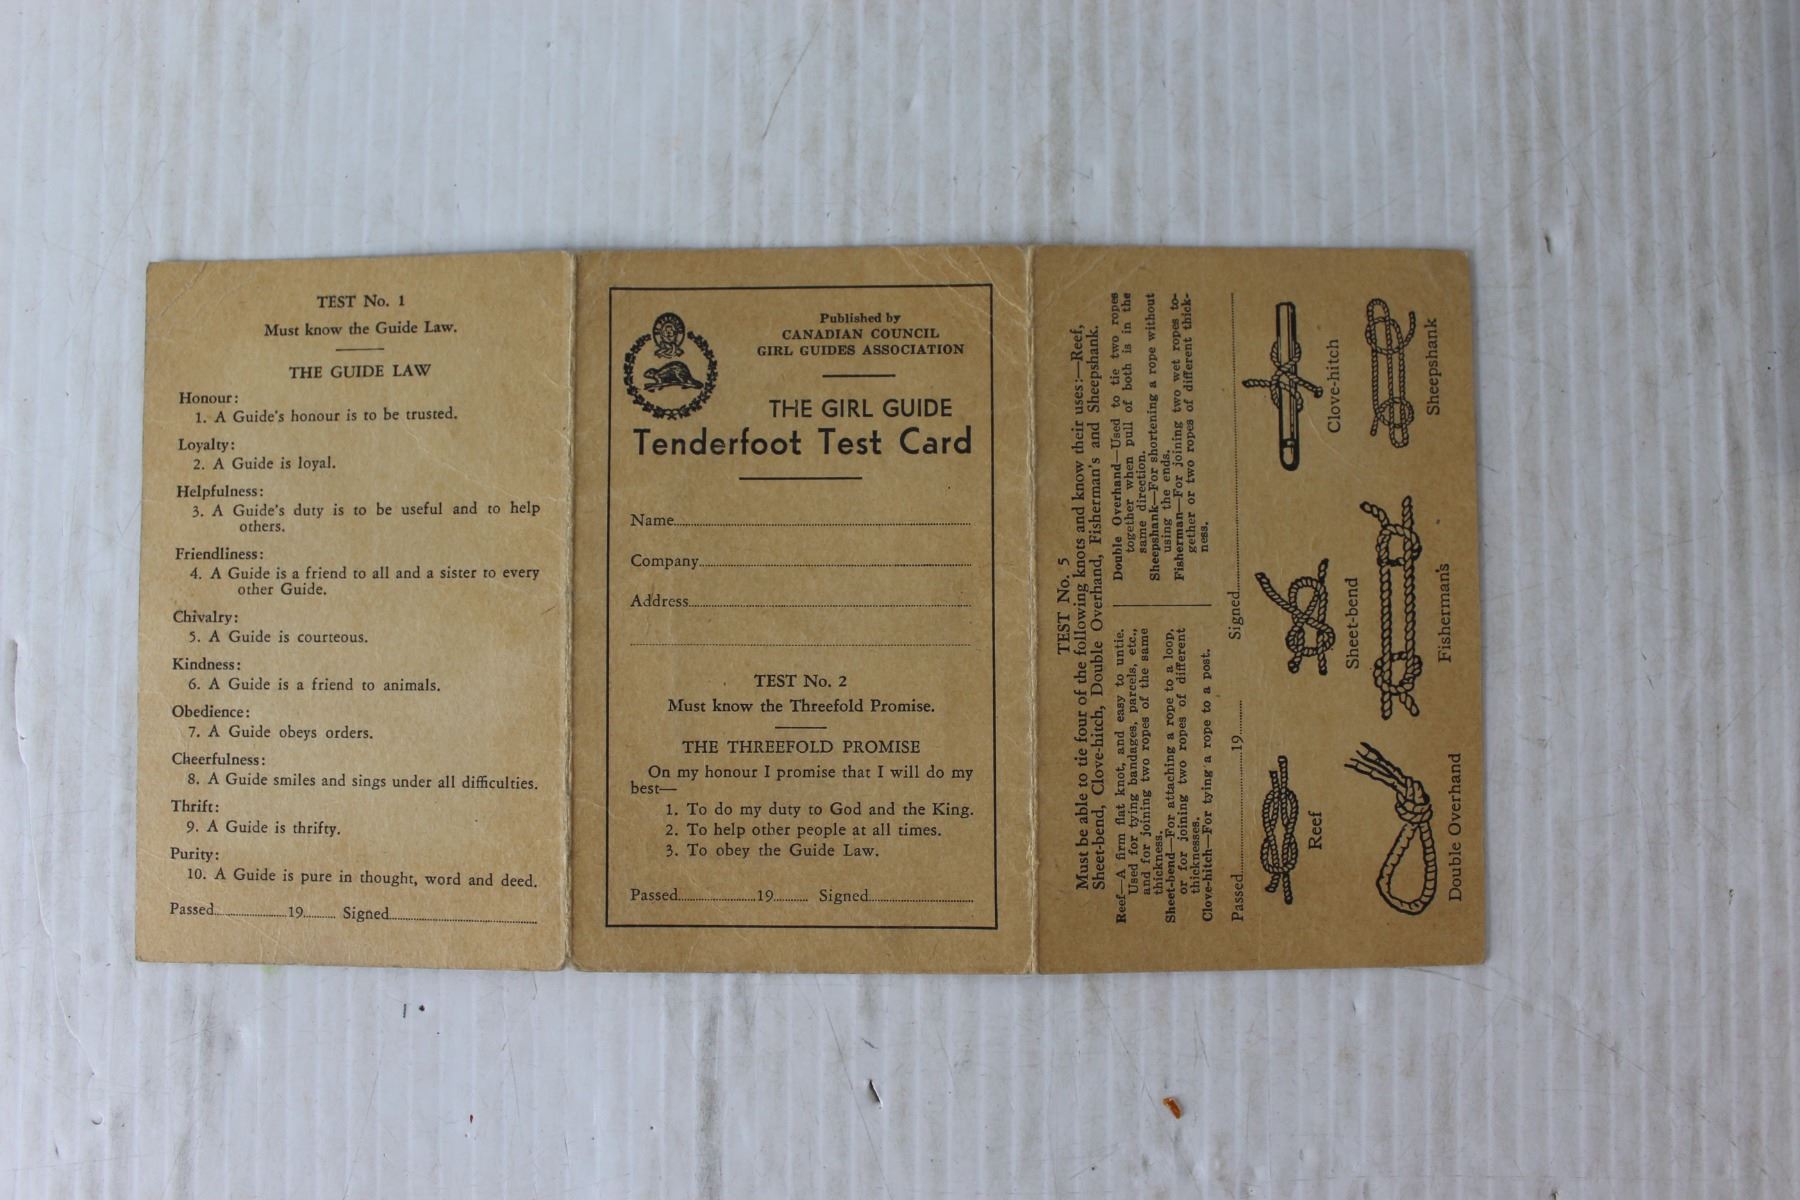 TEST No. 1
Must know the Guide Law.
THE GUIDE LAW
Honour:
1. A Guide's honour is to be trusted.
Loyalty:
2. A Guide is loyal.
Helpfulness:
3. A Guide's duty is to be useful and to help
others.
Friendliness:
4. A Guide is a friend to all and a sister to every
other Guide.
Chivalry:
5. A Guide is courteous.
Kindness:
6. A Guide is a friend to animals.
Obedience:
7. A Guide obeys orders.
Cheerfulness:
8. A Guide smiles and sings under all difficulties.
Thrift:
9. A Guide is thrifty.
Purity:
10. A Guide is pure in thought, word and deed.
Passed..........19.......... Signed..........
Published by
CANADIAN COUNCIL
GIRL GUIDES ASSOCIATION
THE GIRL GUIDE
Tenderfoot Test Card
Name..........
Company..........
Address..........
TEST No. 2
Must know the Threefold Promise.
THE THREEFOLD PROMISE
On my honour I promise that I will do my
best—
1. To do my duty to God and the King.
2. To help other people at all times.
3. To obey the Guide Law.
Passed..........19.......... Signed..........
TEST No. 5
Must be able to tie four of the following knots and know their uses:—Reef,
Sheet-bend, Clove-hitch, Double Overhand, Fisherman's and Sheepshank.
Reef—A firm flat knot, and easy to untie.
Used for tying bandages, parcels, etc.,
and for joining two ropes of the same
thickness.
Sheet-bend—For attaching a rope to a loop,
or for joining two ropes of different
thicknesses.
Clove-hitch—For tying a rope to a post.
Double Overhand—Used to tie two ropes
together when pull of both is in the
same direction.
Sheepshank—For shortening a rope without
using the ends.
Fisherman—For joining two wet ropes to-
gether or two ropes of different thick-
ness.
Passed..........19.......... Signed..........
Reef
Sheet-bend
Clove-hitch
Double Overhand
Fisherman's
Sheepshank